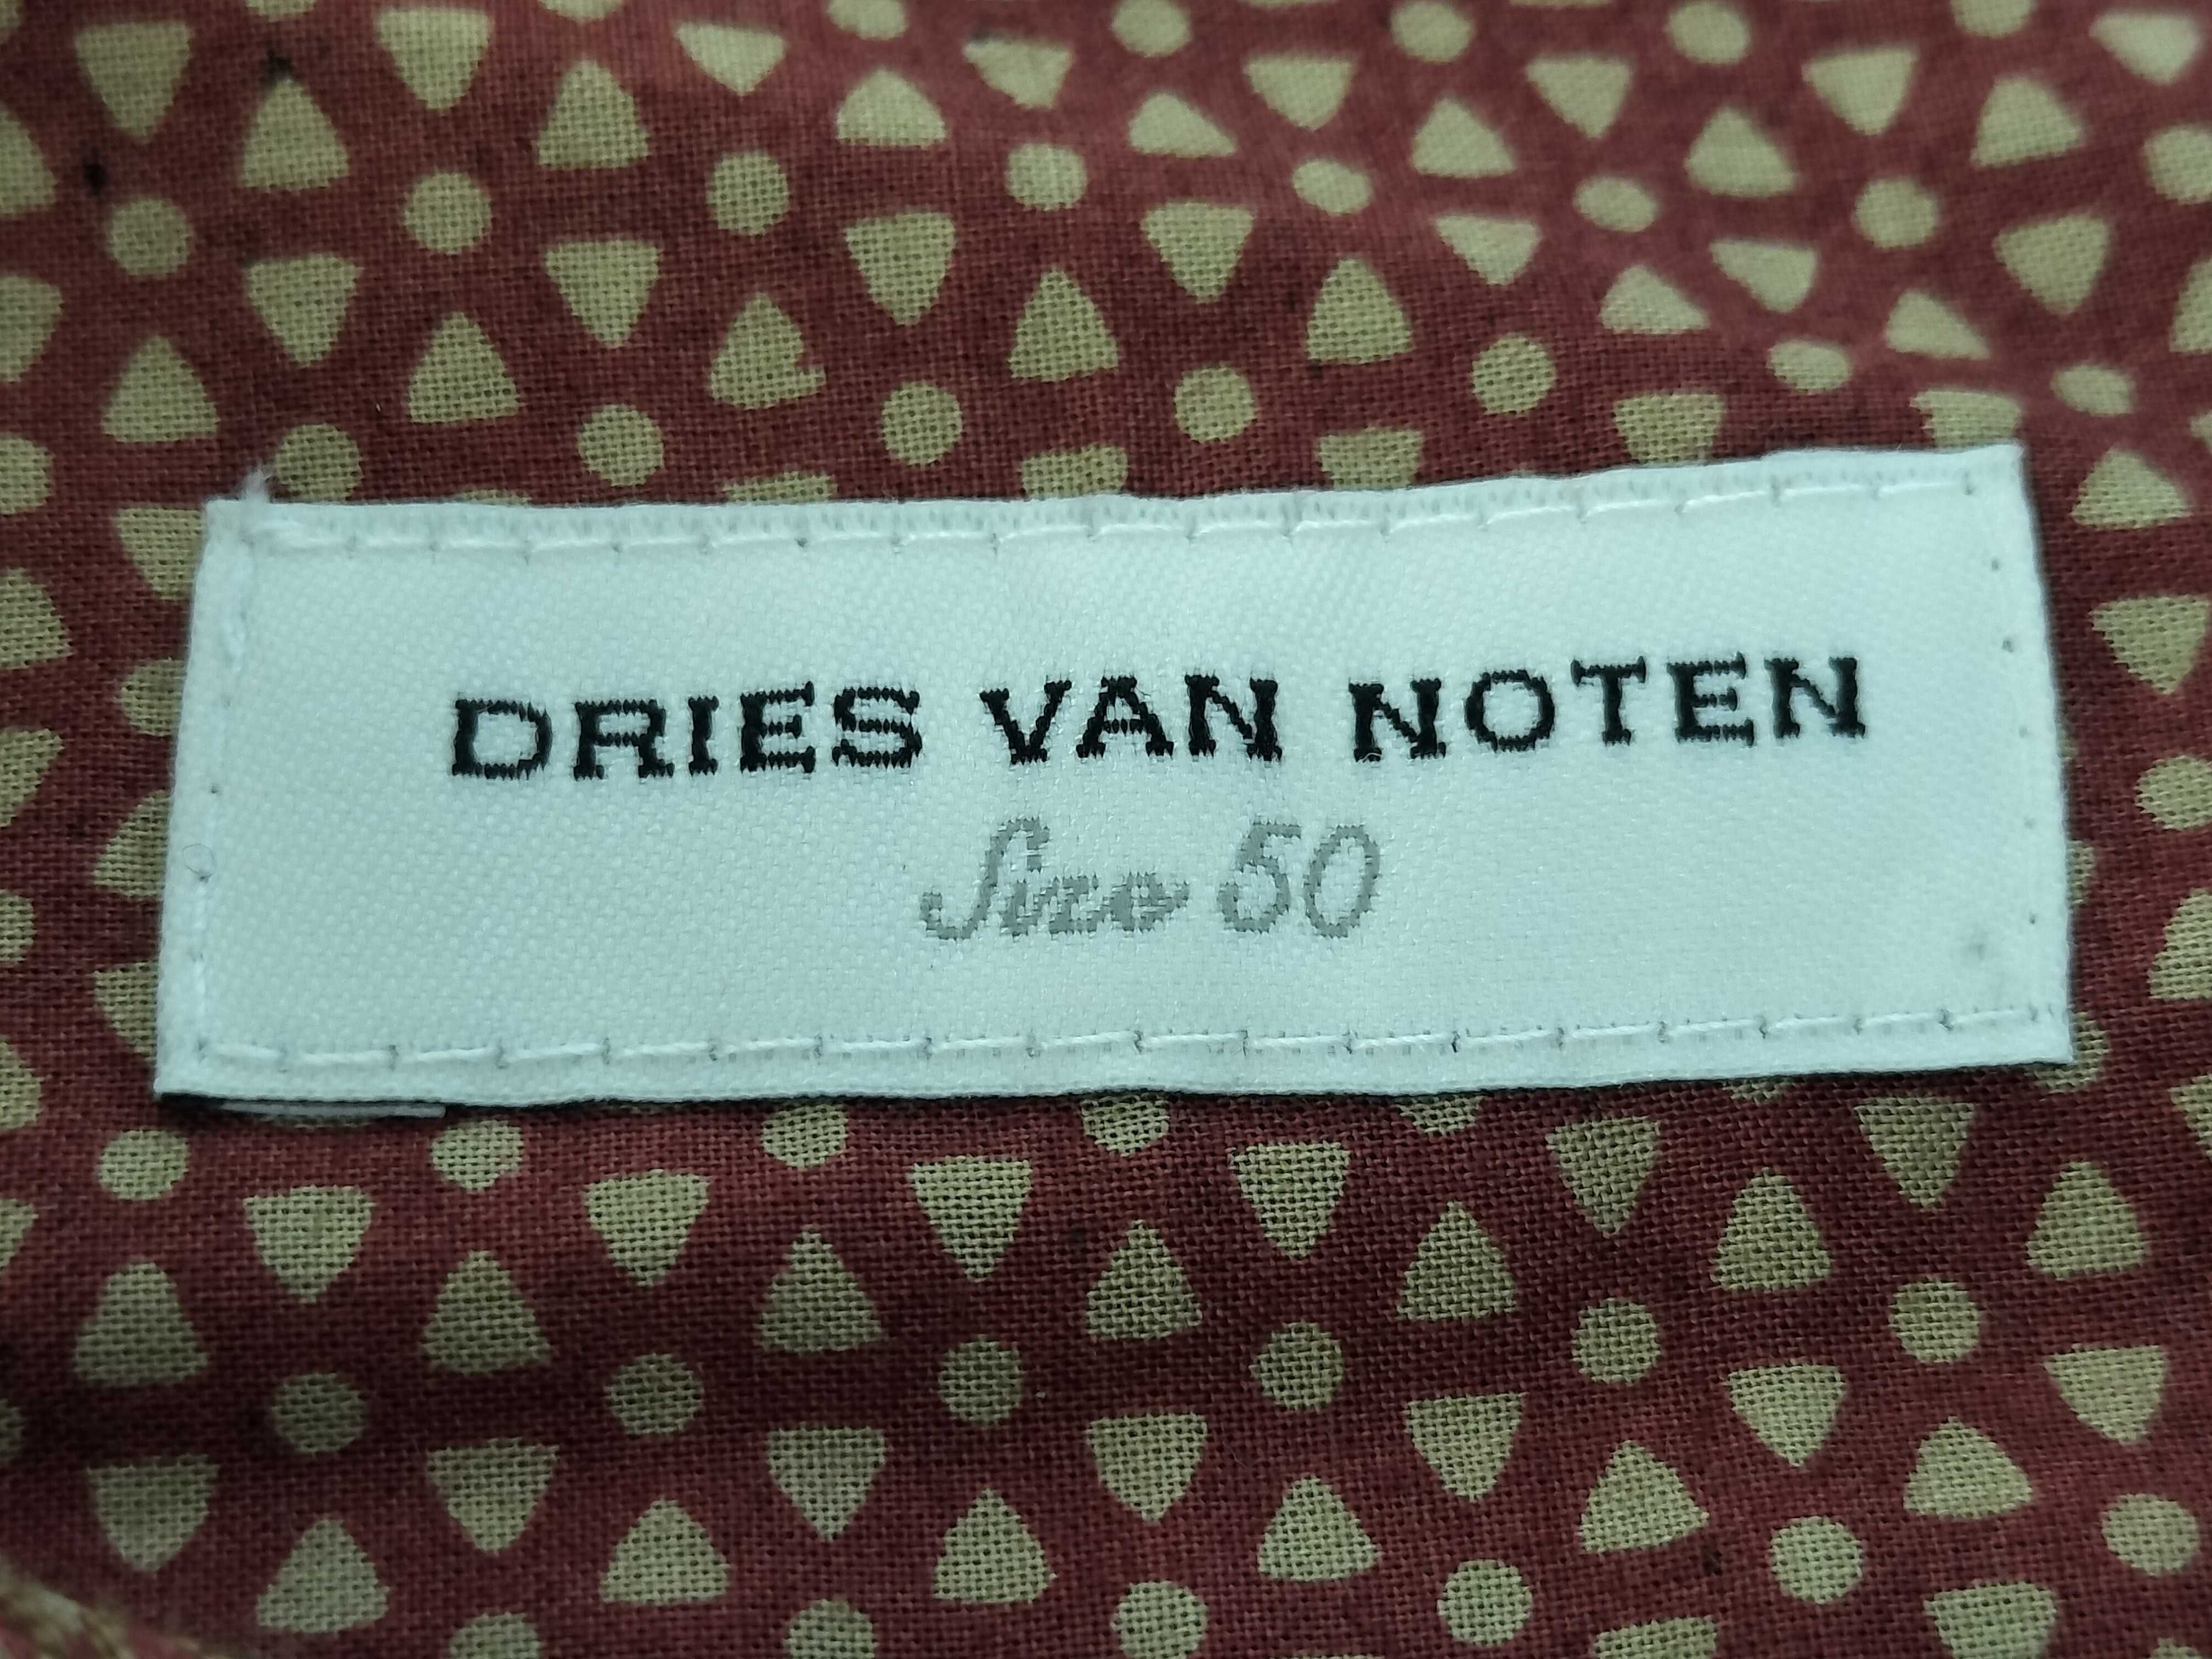 DRIES VAN NOTEN
Size 50